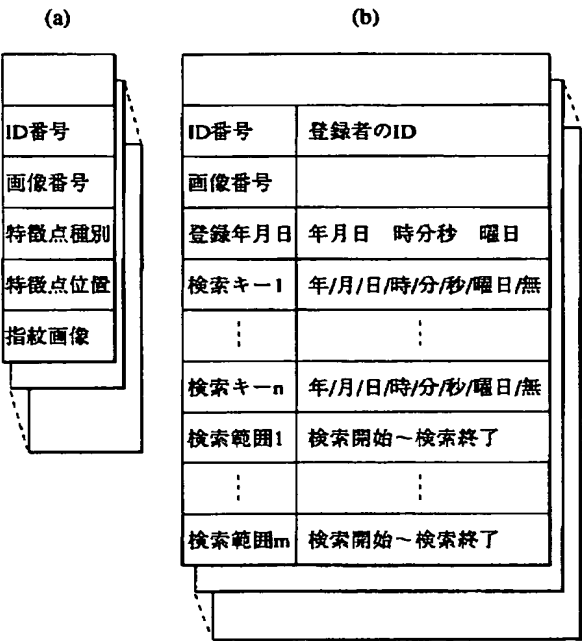 (a)
(b)
ID番号
画像番号
特徴点種別
特徴点位置
指紋画像
ID番号 登録者のID
画像番号
登録年月日 年月日 時分秒 曜日
検索キー1 年/月/日/時/分/秒/曜日/無
検索キーn 年/月/日/時/分/秒/曜日/無
検索範囲1 検索開始～検索終了
検索範囲m 検索開始～検索終了